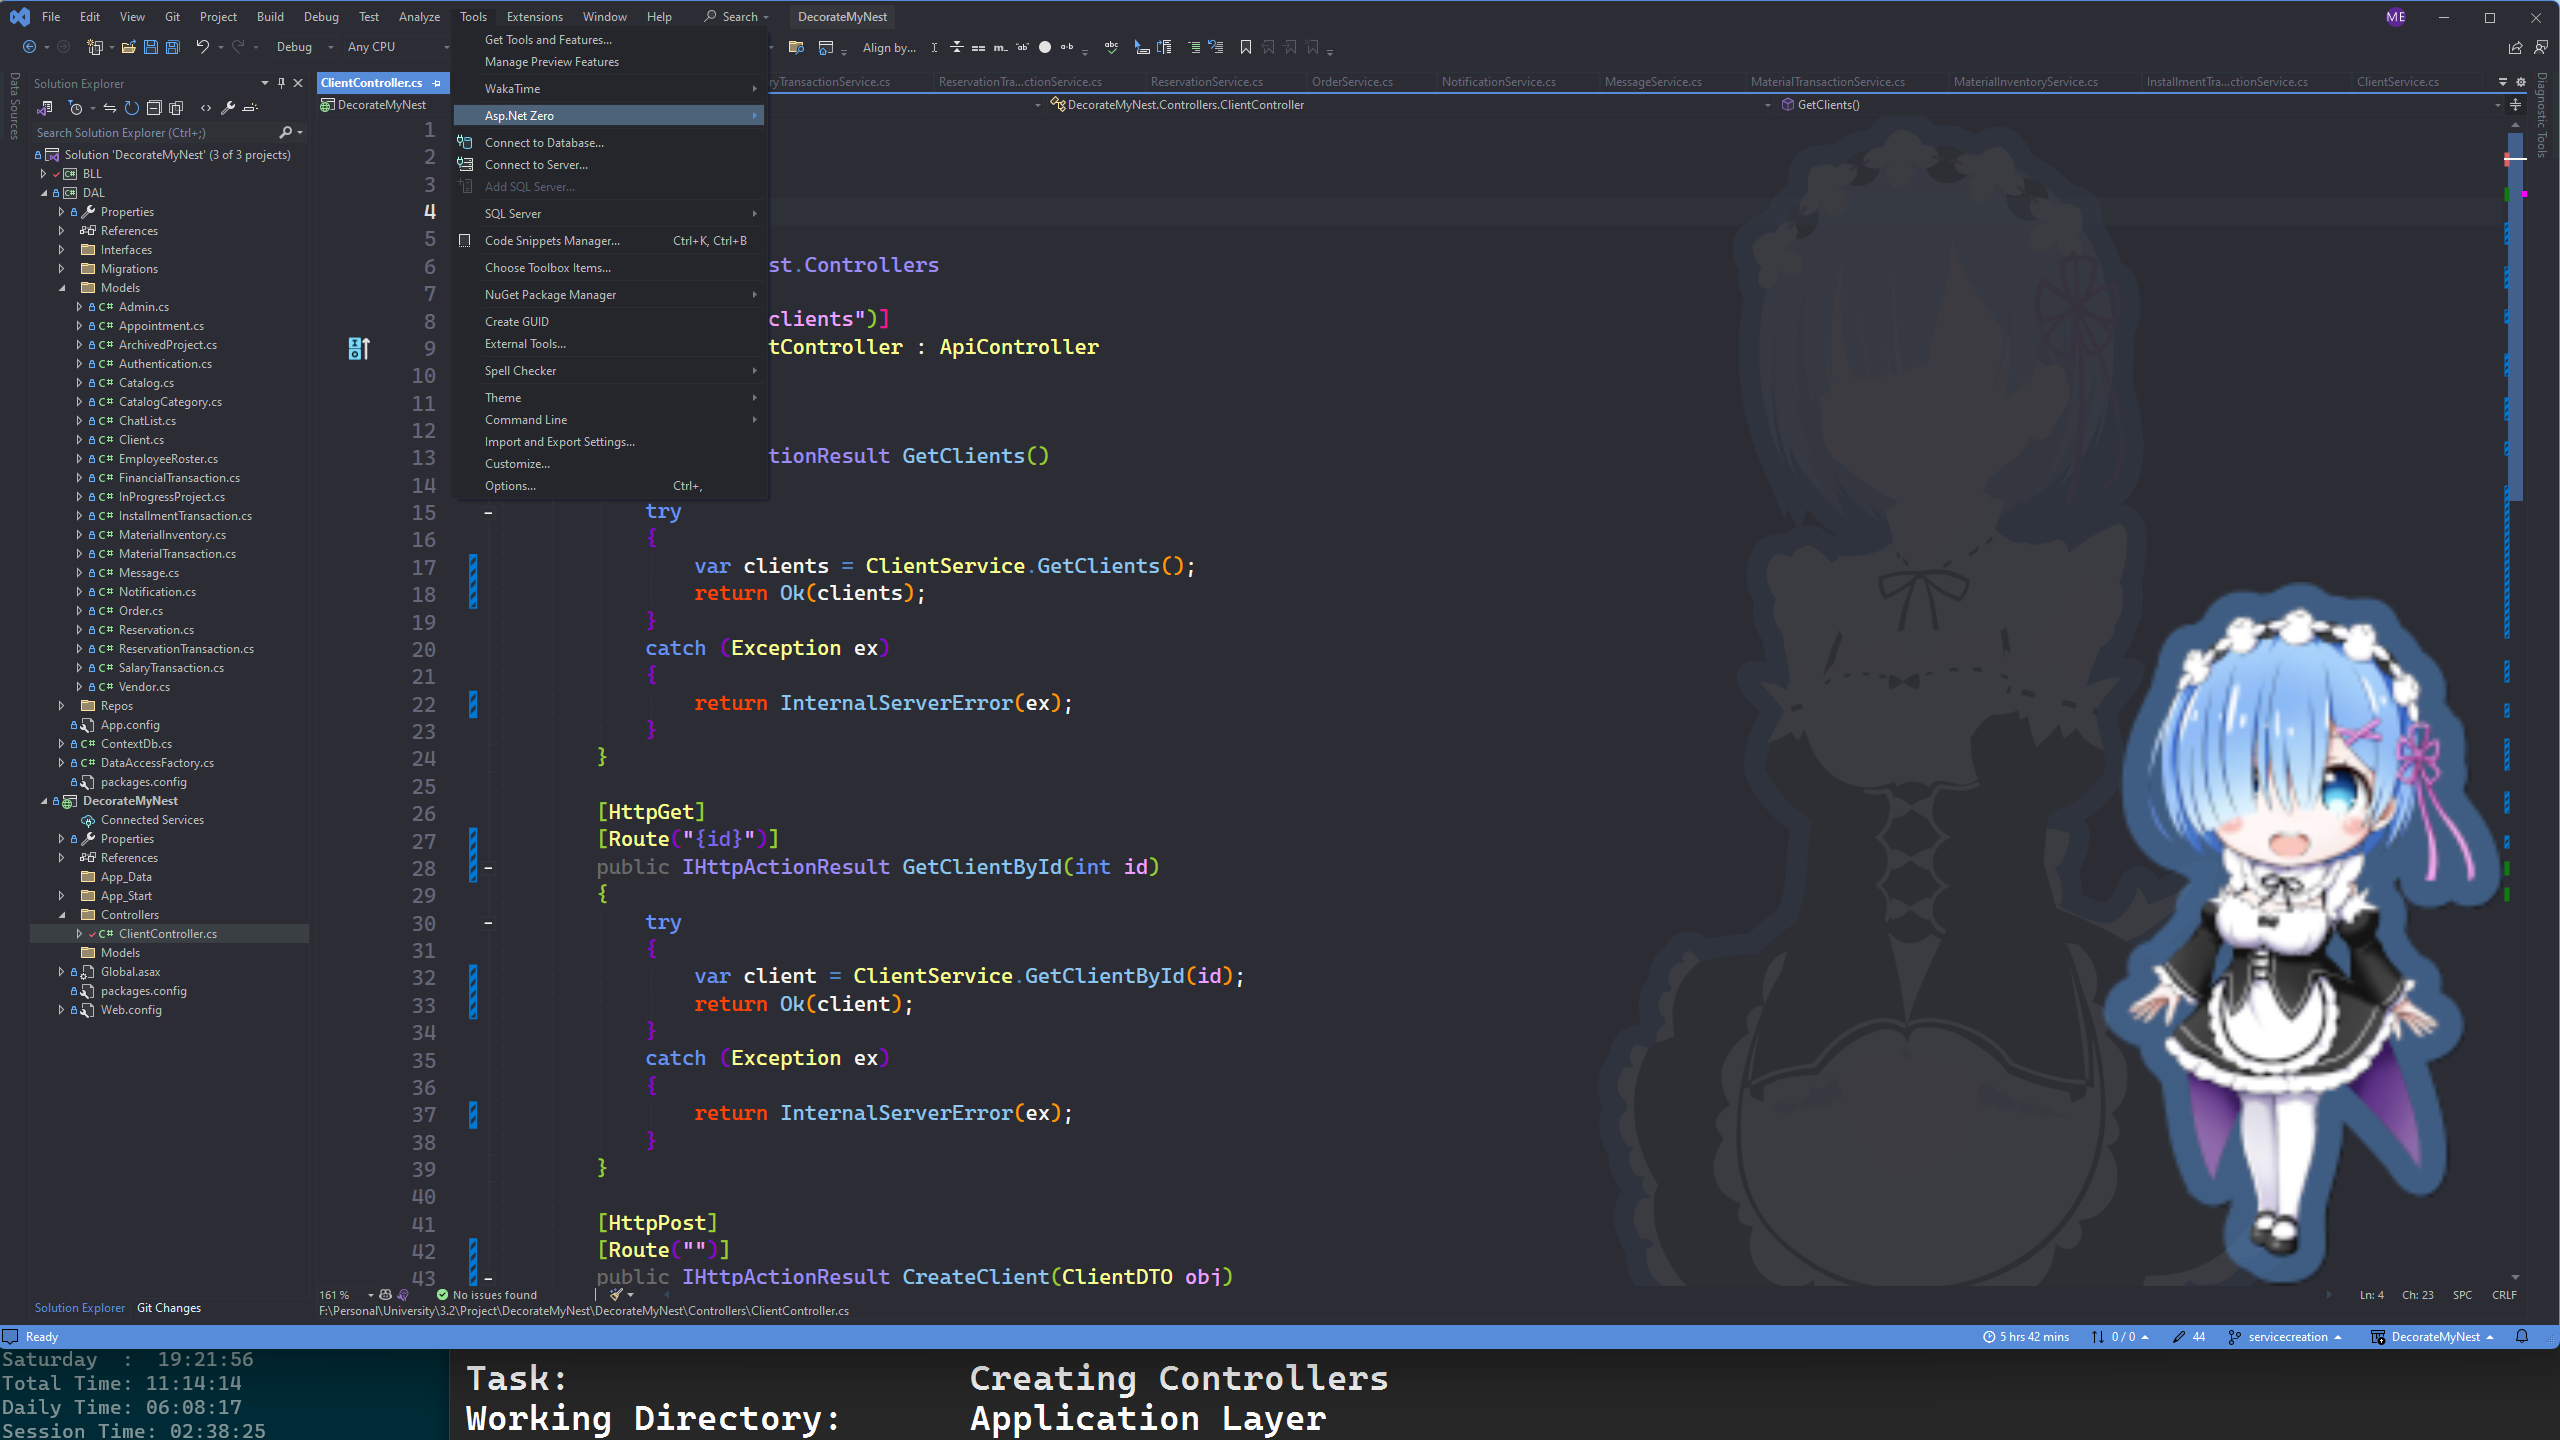 File Edit View Git Project Build Debug Test Analyze Tools Extensions Window Help Search DecorateMyNest ME
Debug Any CPU Align by...
Data Sources
Solution Explorer
Search Solution Explorer (Ctrl+;)
Solution 'DecorateMyNest' (3 of 3 projects)
BLL
DAL
Properties
References
Interfaces
Migrations
Models
Admin.cs
Appointment.cs
ArchivedProject.cs
Authentication.cs
Catalog.cs
CatalogCategory.cs
ChatList.cs
Client.cs
EmployeeRoster.cs
FinancialTransaction.cs
InProgressProject.cs
InstallmentTransaction.cs
MaterialInventory.cs
MaterialTransaction.cs
Message.cs
Notification.cs
Order.cs
Reservation.cs
ReservationTransaction.cs
SalaryTransaction.cs
Vendor.cs
Repos
App.config
ContextDb.cs
DataAccessFactory.cs
packages.config
DecorateMyNest
Connected Services
Properties
References
App_Data
App_Start
Controllers
ClientController.cs
Models
Global.asax
packages.config
Web.config
Solution Explorer Git Changes
Get Tools and Features...
Manage Preview Features
WakaTime
Asp.Net Zero
Connect to Database...
Connect to Server...
Add SQL Server...
SQL Server
Code Snippets Manager... Ctrl+K, Ctrl+B
Choose Toolbox Items...
NuGet Package Manager
Create GUID
External Tools...
Spell Checker
Theme
Command Line
Import and Export Settings...
Customize...
Options... Ctrl+,
ClientController.cs ryTransactionService.cs ReservationTra...ctionService.cs ReservationService.cs OrderService.cs NotificationService.cs MessageService.cs MaterialTransactionService.cs MaterialInventoryService.cs InstallmentTra...ctionService.cs ClientService.cs
DecorateMyNest DecorateMyNest.Controllers.ClientController GetClients()
Diagnostic Tools
1
2
3
4
5
6 st.Controllers
7
8 clients")]
9 tController : ApiController
10
11
12
13 tionResult GetClients()
14
15 try
16 {
17 var clients = ClientService.GetClients();
18 return Ok(clients);
19 }
20 catch (Exception ex)
21 {
22 return InternalServerError(ex);
23 }
24 }
25
26 [HttpGet]
27 [Route("{id}")]
28 public IHttpActionResult GetClientById(int id)
29 {
30 try
31 {
32 var client = ClientService.GetClientById(id);
33 return Ok(client);
34 }
35 catch (Exception ex)
36 {
37 return InternalServerError(ex);
38 }
39 }
40
41 [HttpPost]
42 [Route("")]
43 public IHttpActionResult CreateClient(ClientDTO obj)
161 % No issues found Ln: 4 Ch: 23 SPC CRLF
F:\Personal\University\3.2\Project\DecorateMyNest\DecorateMyNest\Controllers\ClientController.cs
Ready 5 hrs 42 mins 0 / 0 44 servicecreation DecorateMyNest
Saturday : 19:21:56
Total Time: 11:14:14
Daily Time: 06:08:17
Session Time: 02:38:25
Task: Creating Controllers
Working Directory: Application Layer